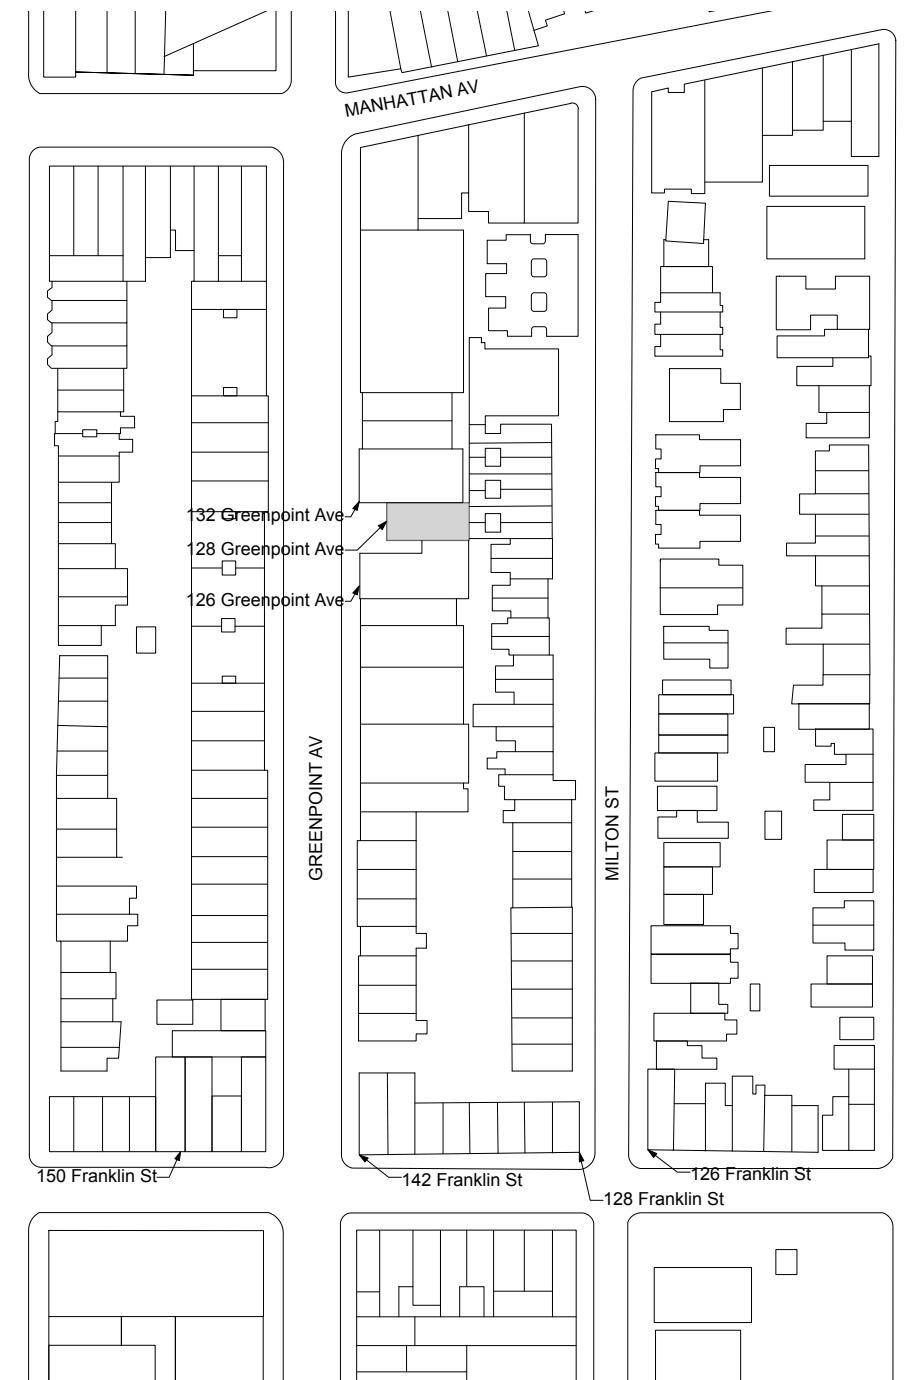 MANHATTAN AV
132 Greenpoint Ave
128 Greenpoint Ave
126 Greenpoint Ave
GREENPOINT AV
MILTON ST
150 Franklin St
142 Franklin St
126 Franklin St
128 Franklin St